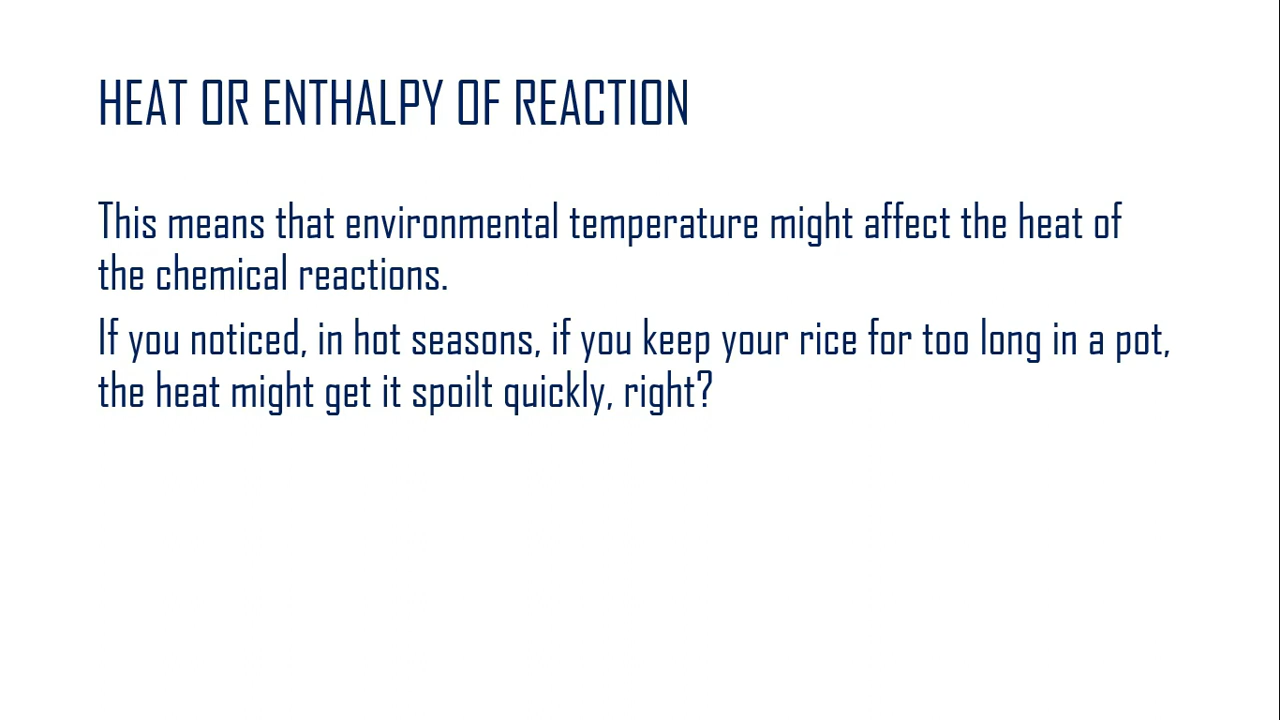 HEAT OR ENTHALPY OF REACTION
This means that environmental temperature might affect the heat of
the chemical reactions.
If you noticed, in hot seasons, if you keep your rice for too long in a pot,
the heat might get it spoilt quickly, right?